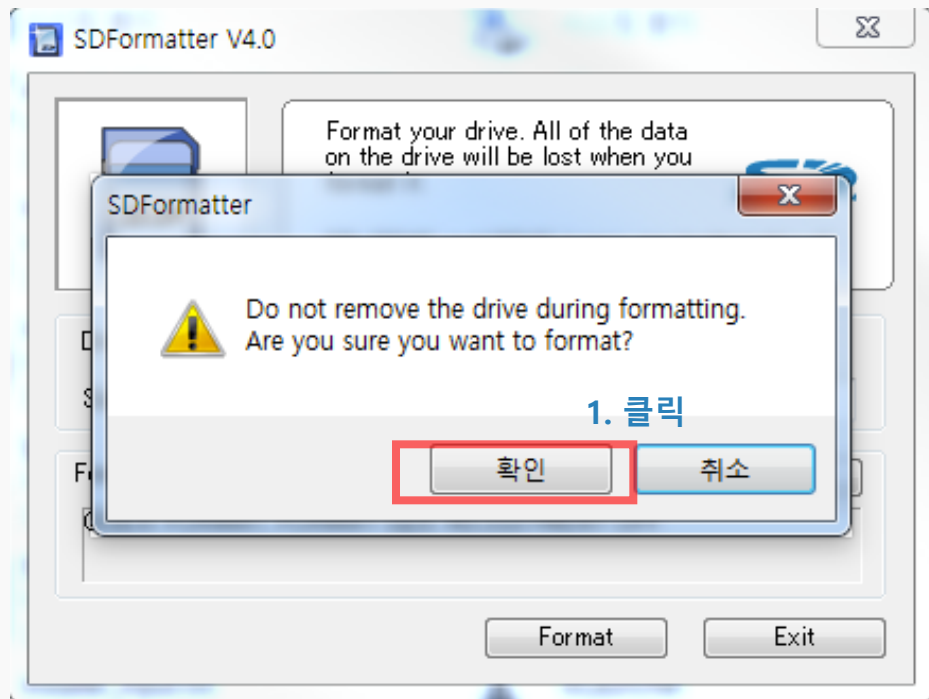 SDFormatter V4.0
Format your drive. All of the data
on the drive will be lost when you
SDFormatter
Do not remove the drive during formatting.
Are you sure you want to format?
1. 클릭
확인
취소
Format
Exit